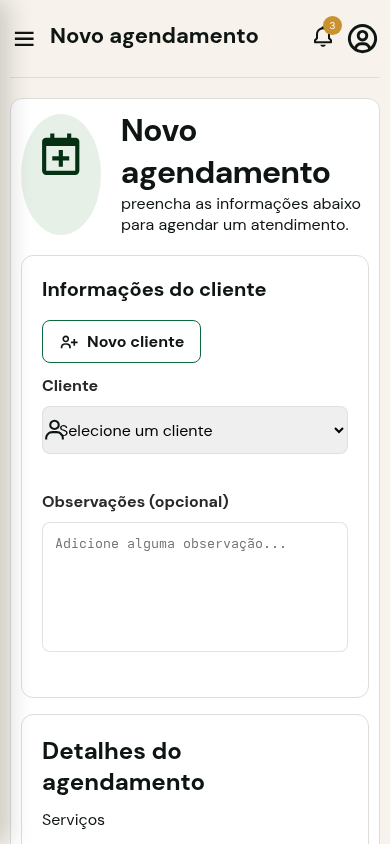 Novo agendamento
3
Novo
agendamento
preencha as informações abaixo
para agendar um atendimento.
Informações do cliente
Novo cliente
Cliente
Selecione um cliente
Observações (opcional)
Adicione alguma observação...
Detalhes do
agendamento
Serviços